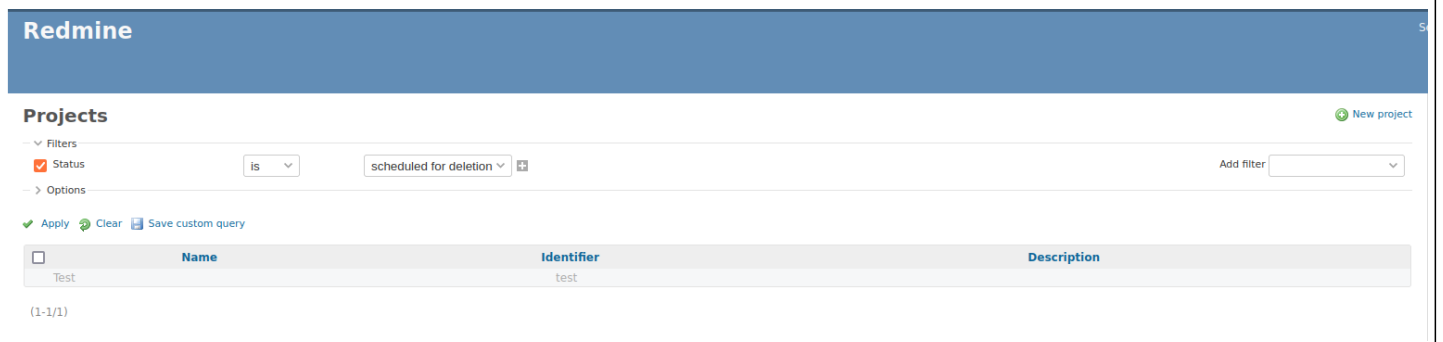 Redmine
Projects
New project
Filters
Status is scheduled for deletion Add filter
Options
Apply Clear Save custom query
Name Identifier Description
Test test
(1-1/1)